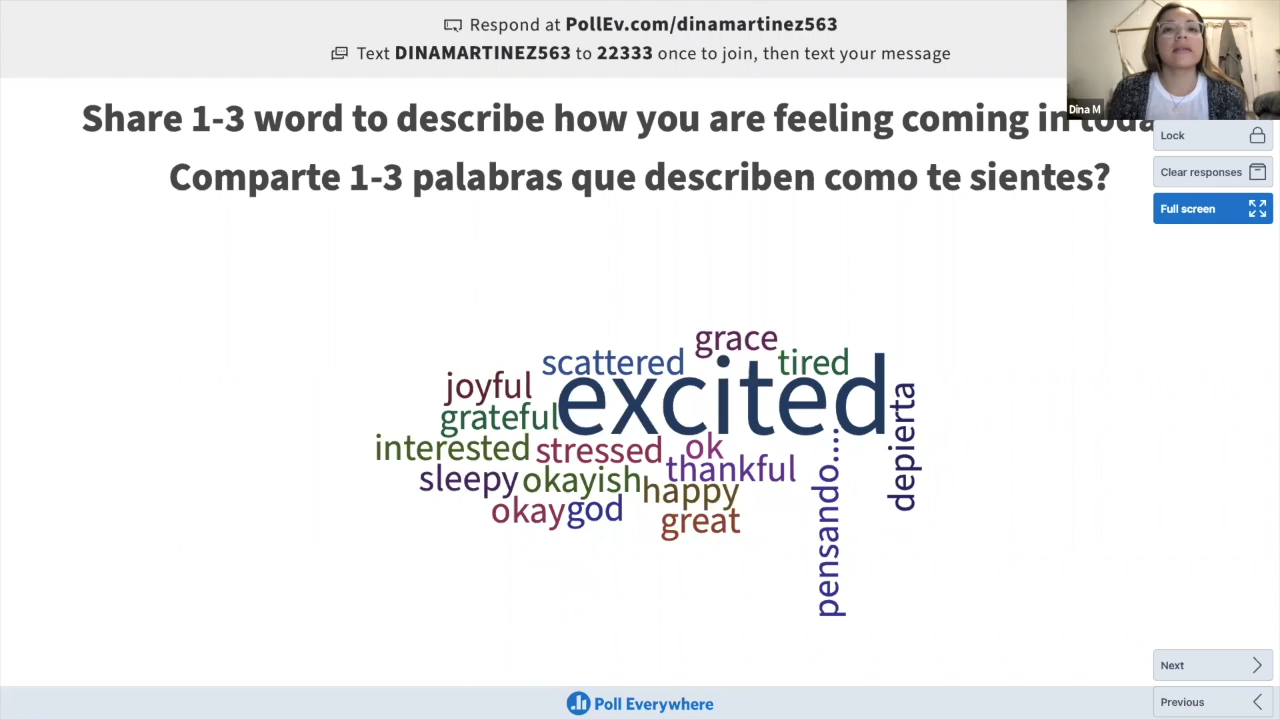 Respond at PollEv.com/dinamartinez563
Text DINAMARTINEZ563 to 22333 once to join, then text your message
Dina M
Share 1-3 word to describe how you are feeling coming in toda
Comparte 1-3 palabras que describen como te sientes?
Lock
Clear responses
Full screen
grace
scattered
tired
joyful
excited
grateful
depierta
interested
stressed
ok
thankful
sleepy
okayish
happy
okay
god
great
pensando....
Next
Previous
Poll Everywhere